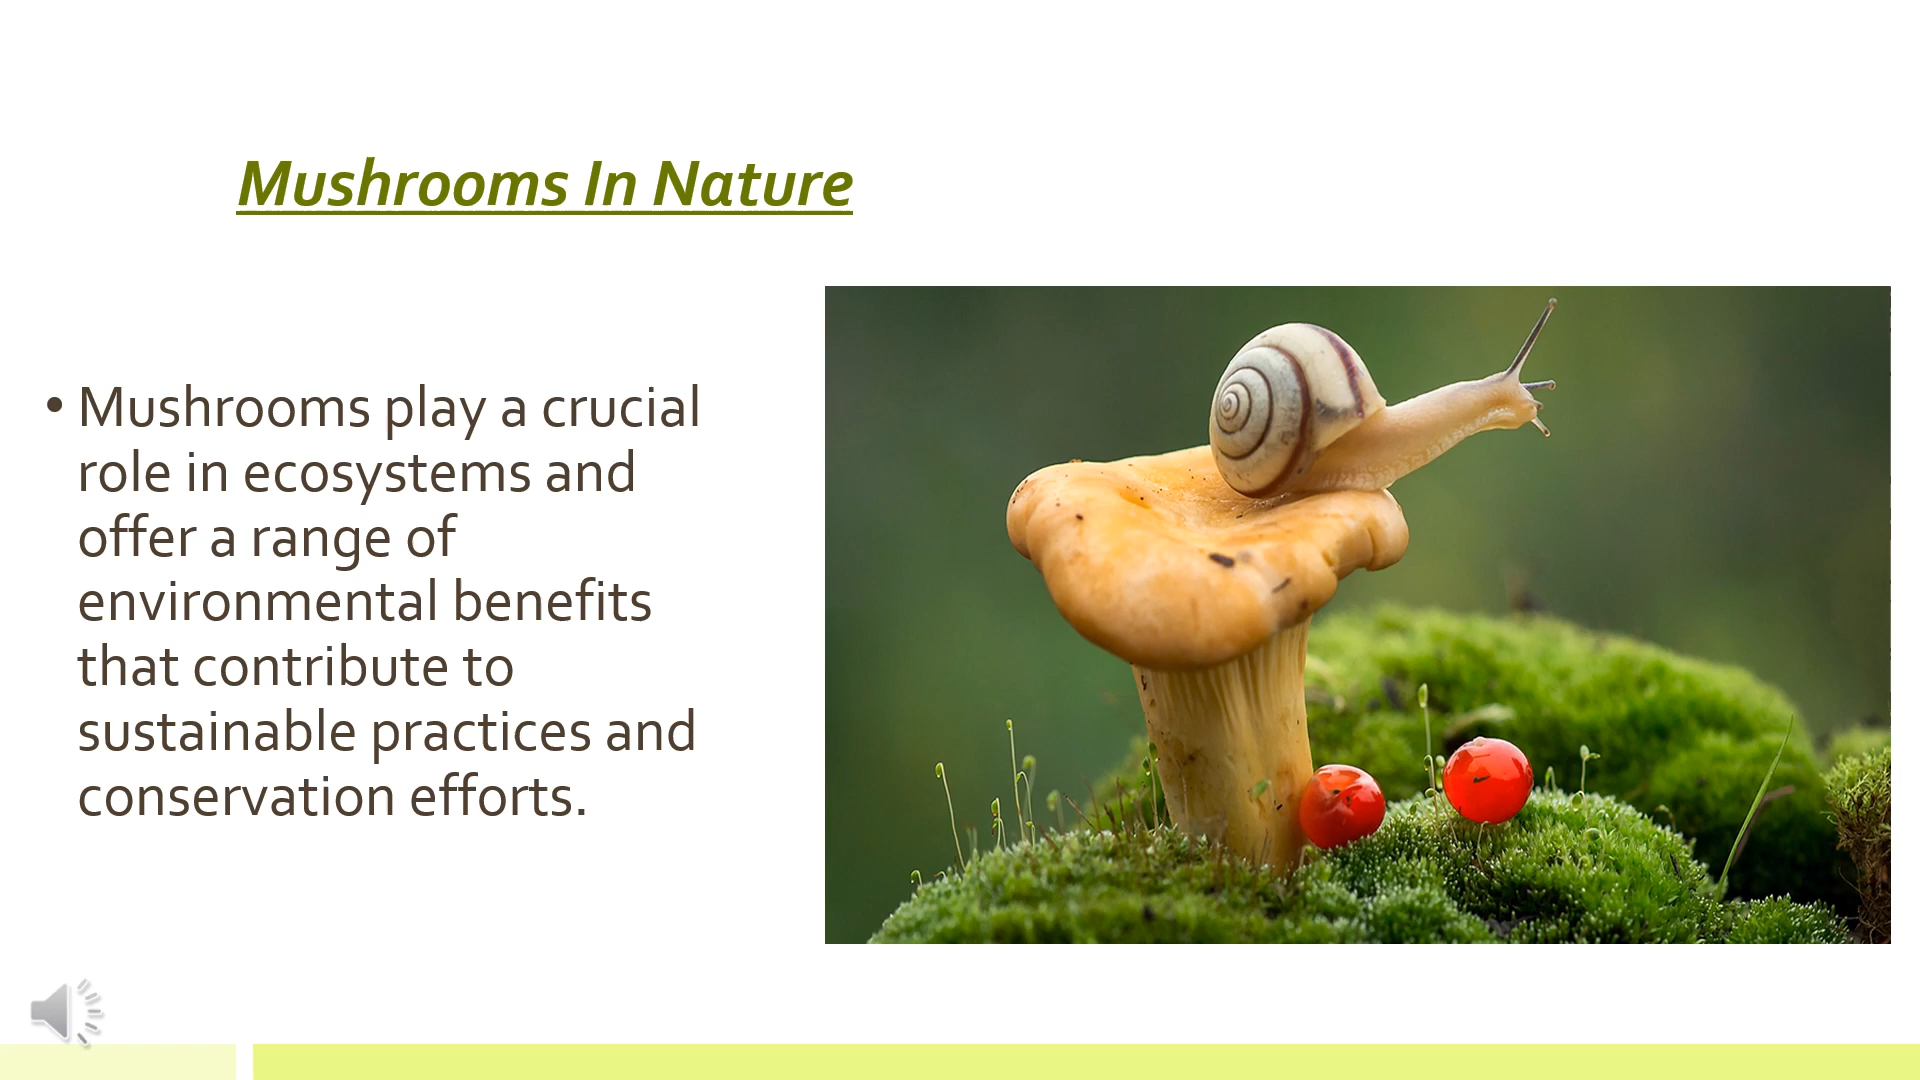 Mushrooms In Nature
• Mushrooms play a crucial
role in ecosystems and
offer a range of
environmental benefits
that contribute to
sustainable practices and
conservation efforts.